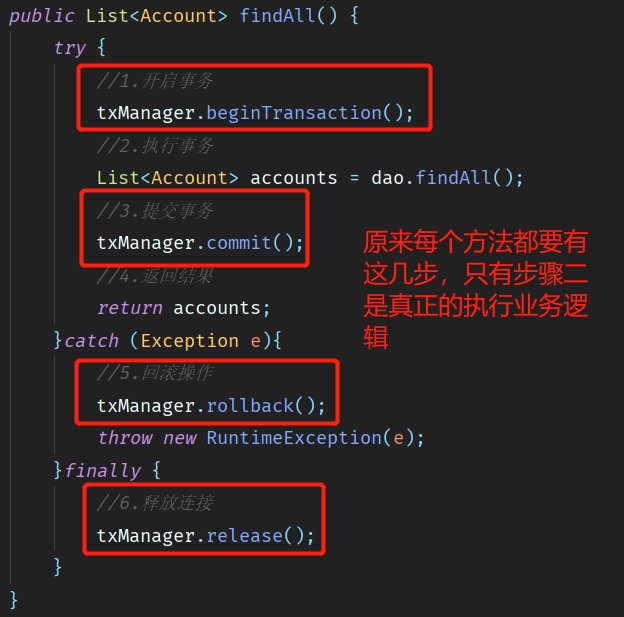 public List<Account> findAll() {
try {
//1.开启事务
txManager.beginTransaction();
//2.执行事务
List<Account> accounts = dao.findAll();
//3.提交事务
txManager.commit();
//4.返回结果
return accounts;
}catch (Exception e){
//5.回滚操作
txManager.rollback();
throw new RuntimeException(e);
}finally {
//6.释放连接
txManager.release();
}
}
原来每个方法都要有
这几步，只有步骤二
是真正的执行业务逻
辑